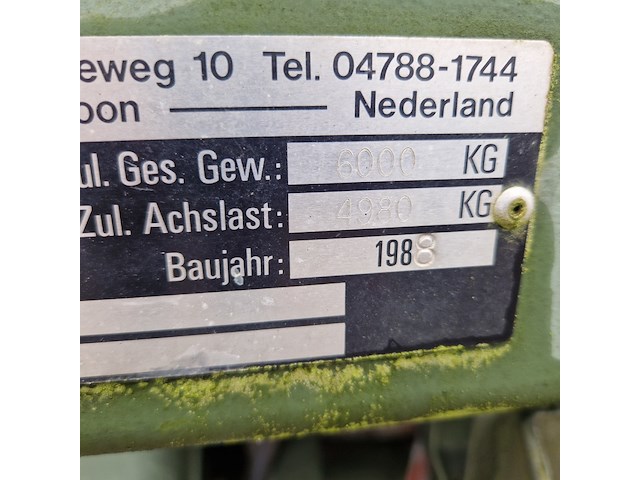 eweg 10 Tel. 04788-1744
oon — Nederland
ul. Ges. Gew.: 6000 KG
Zul. Achslast: 4980 KG
Baujahr: 1988